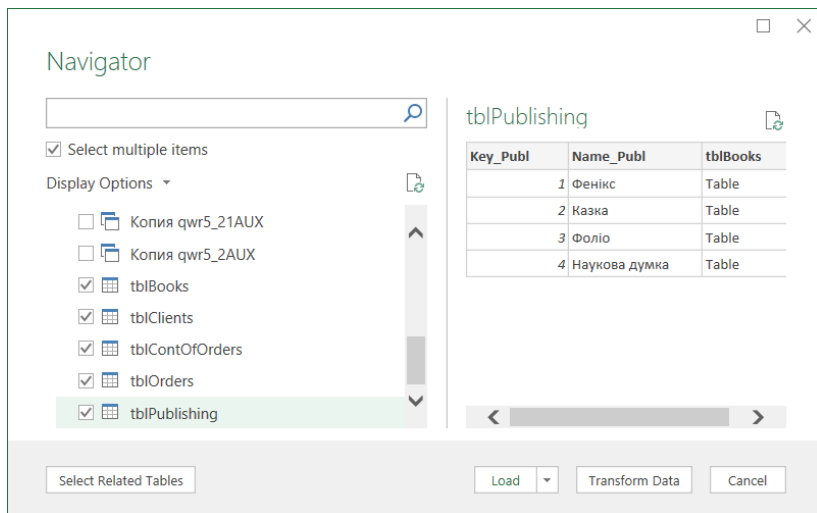 Navigator
Select multiple items
Display Options
Копия qwr5_21AUX
Копия qwr5_2AUX
tblBooks
tblClients
tblContOfOrders
tblOrders
tblPublishing
tblPublishing
Key_Publ Name_Publ tblBooks
1 Фенікс Table
2 Казка Table
3 Фоліо Table
4 Наукова думка Table
Select Related Tables Load Transform Data Cancel